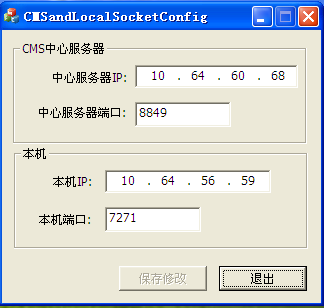 CMSandLocalSocketConfig
CMS中心服务器
中心服务器IP: 10 . 64 . 60 . 68
中心服务器端口: 8849
本机
本机IP: 10 . 64 . 56 . 59
本机端口: 7271
保存修改 退出